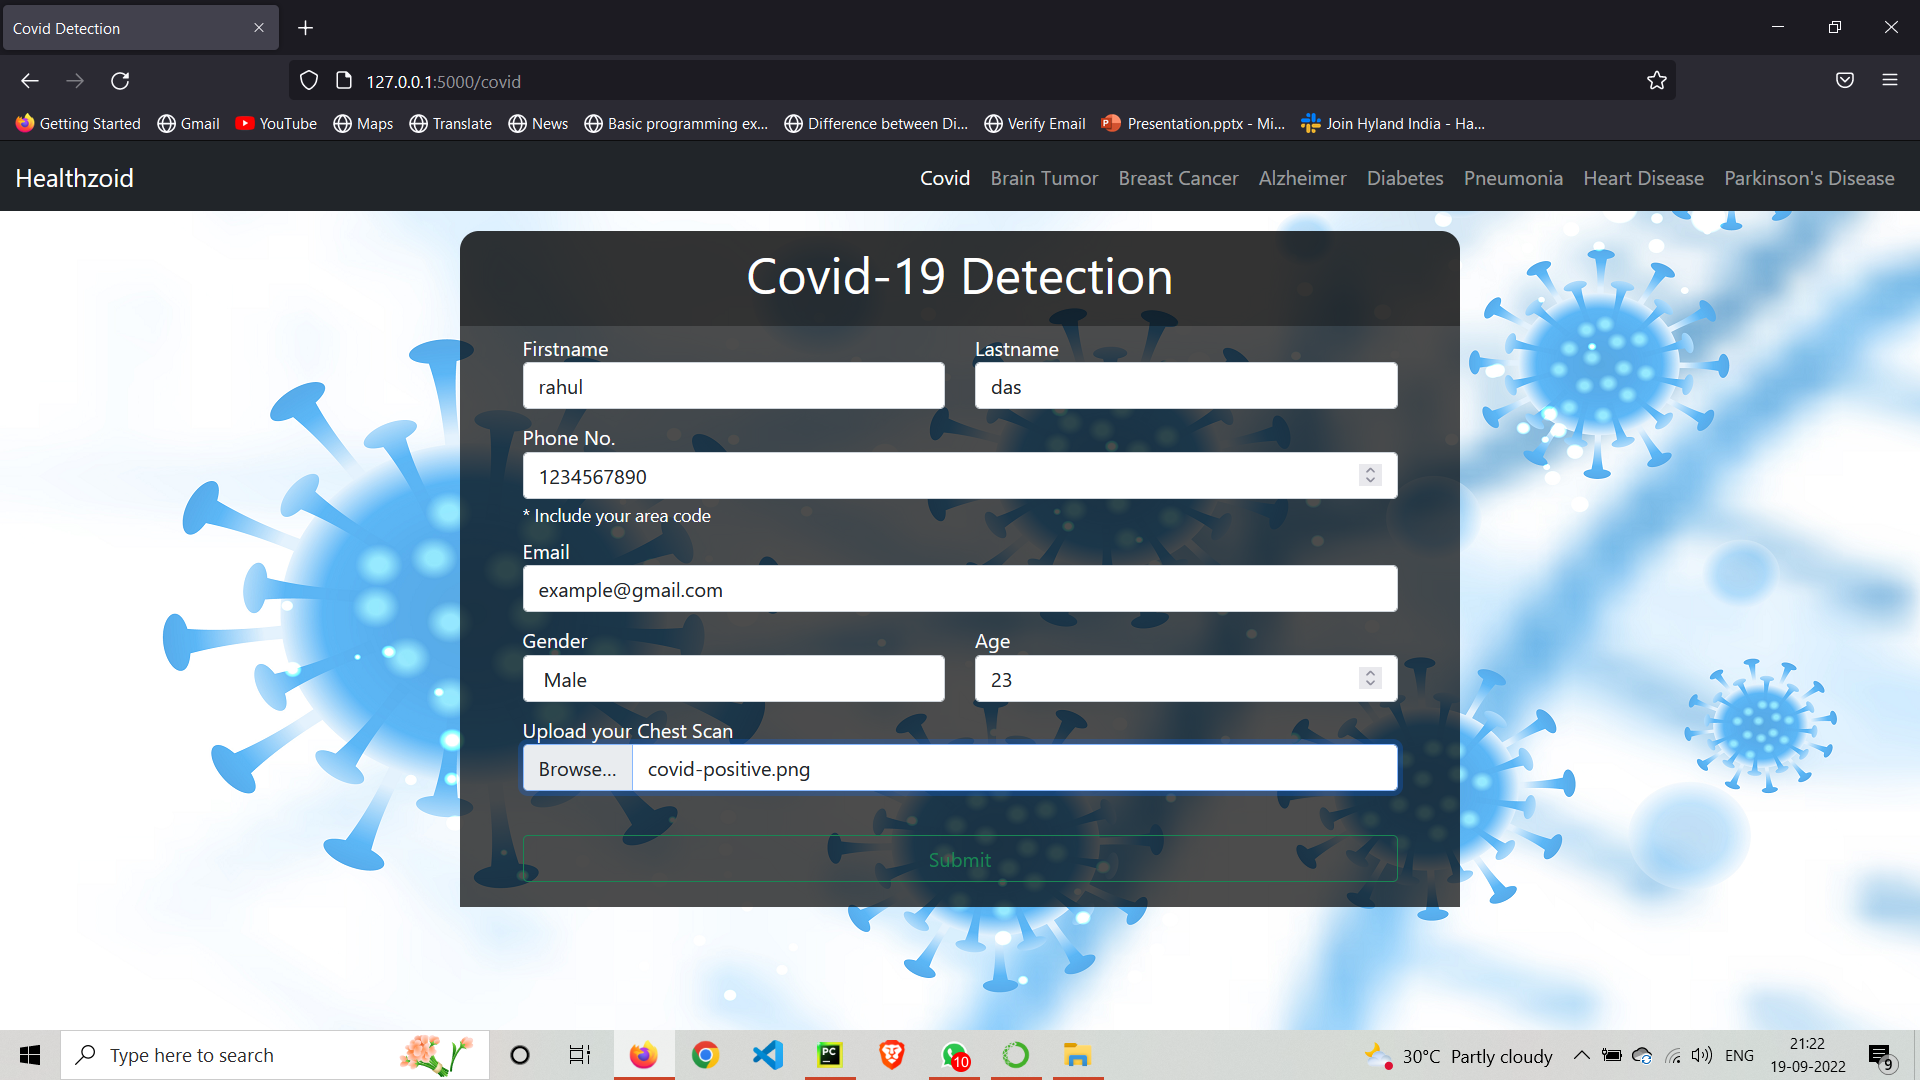 Covid Detection
127.0.0.1:5000/covid
Getting Started Gmail YouTube Maps Translate News Basic programming ex... Difference between Di... Verify Email Presentation.pptx - Mi... Join Hyland India - Ha...
Healthzoid Covid Brain Tumor Breast Cancer Alzheimer Diabetes Pneumonia Heart Disease Parkinson's Disease
Covid-19 Detection
Firstname Lastname
rahul das
Phone No.
1234567890
* Include your area code
Email
example@gmail.com
Gender Age
Male 23
Upload your Chest Scan
Browse... covid-positive.png
Submit
Type here to search PC 10 30°C Partly cloudy ENG 21:22
19-09-2022 9